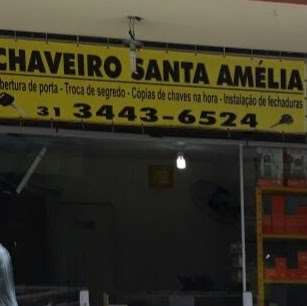 CHAVEIRO SANTA AMÉLIA
bertura de porta - Troca de segredo - Cópias de chaves na hora - Instalação de fechaduras
31 3443-6524